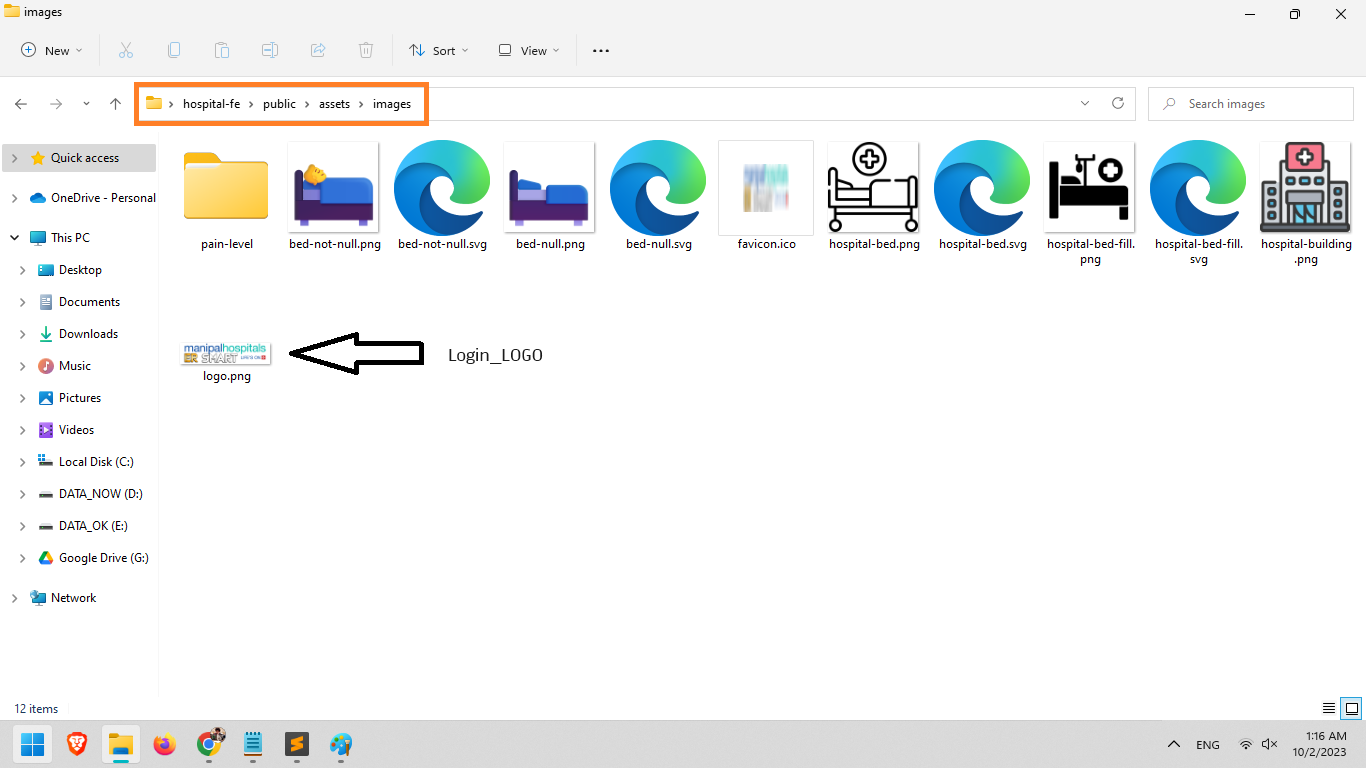 images
New
Sort
View
hospital-fe
public
assets
images
Search images
Quick access
OneDrive - Personal
This PC
Desktop
Documents
Downloads
Music
Pictures
Videos
Local Disk (C:)
DATA_NOW (D:)
DATA_OK (E:)
Google Drive (G:)
Network
pain-level
bed-not-null.png
bed-not-null.svg
bed-null.png
bed-null.svg
favicon.ico
hospital-bed.png
hospital-bed.svg
hospital-bed-fill.
png
hospital-bed-fill.
svg
hospital-building
.png
manipalhospitals
ER SMART
LIFE'S ON
logo.png
Login_LOGO
12 items
ENG
1:16 AM
10/2/2023